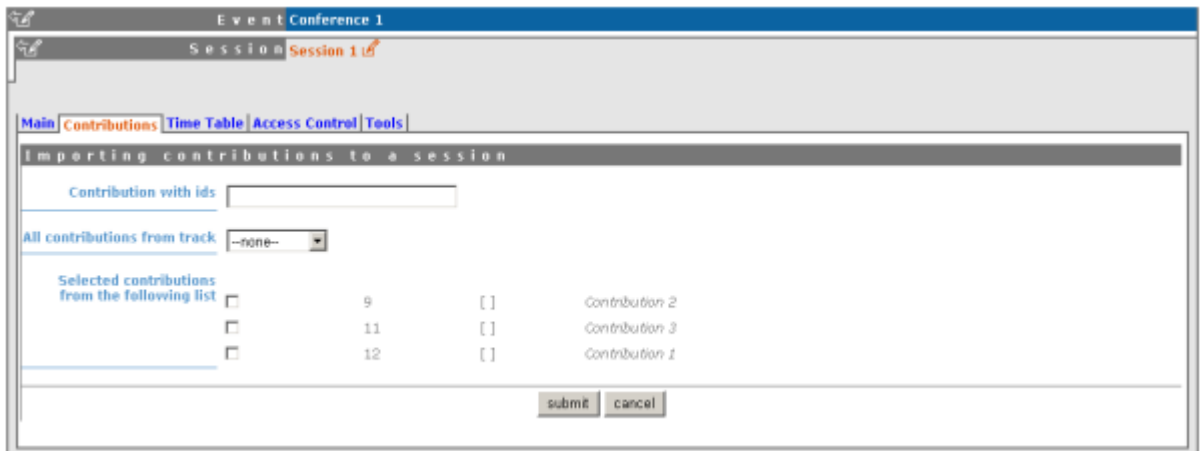 Event Conference 1
Session Session 1
Main Contributions Time Table Access Control Tools
Importing contributions to a session
Contribution with ids
All contributions from track --none--
Selected contributions
from the following list
9 [ ] Contribution 2
11 [ ] Contribution 3
12 [ ] Contribution 1
submit cancel